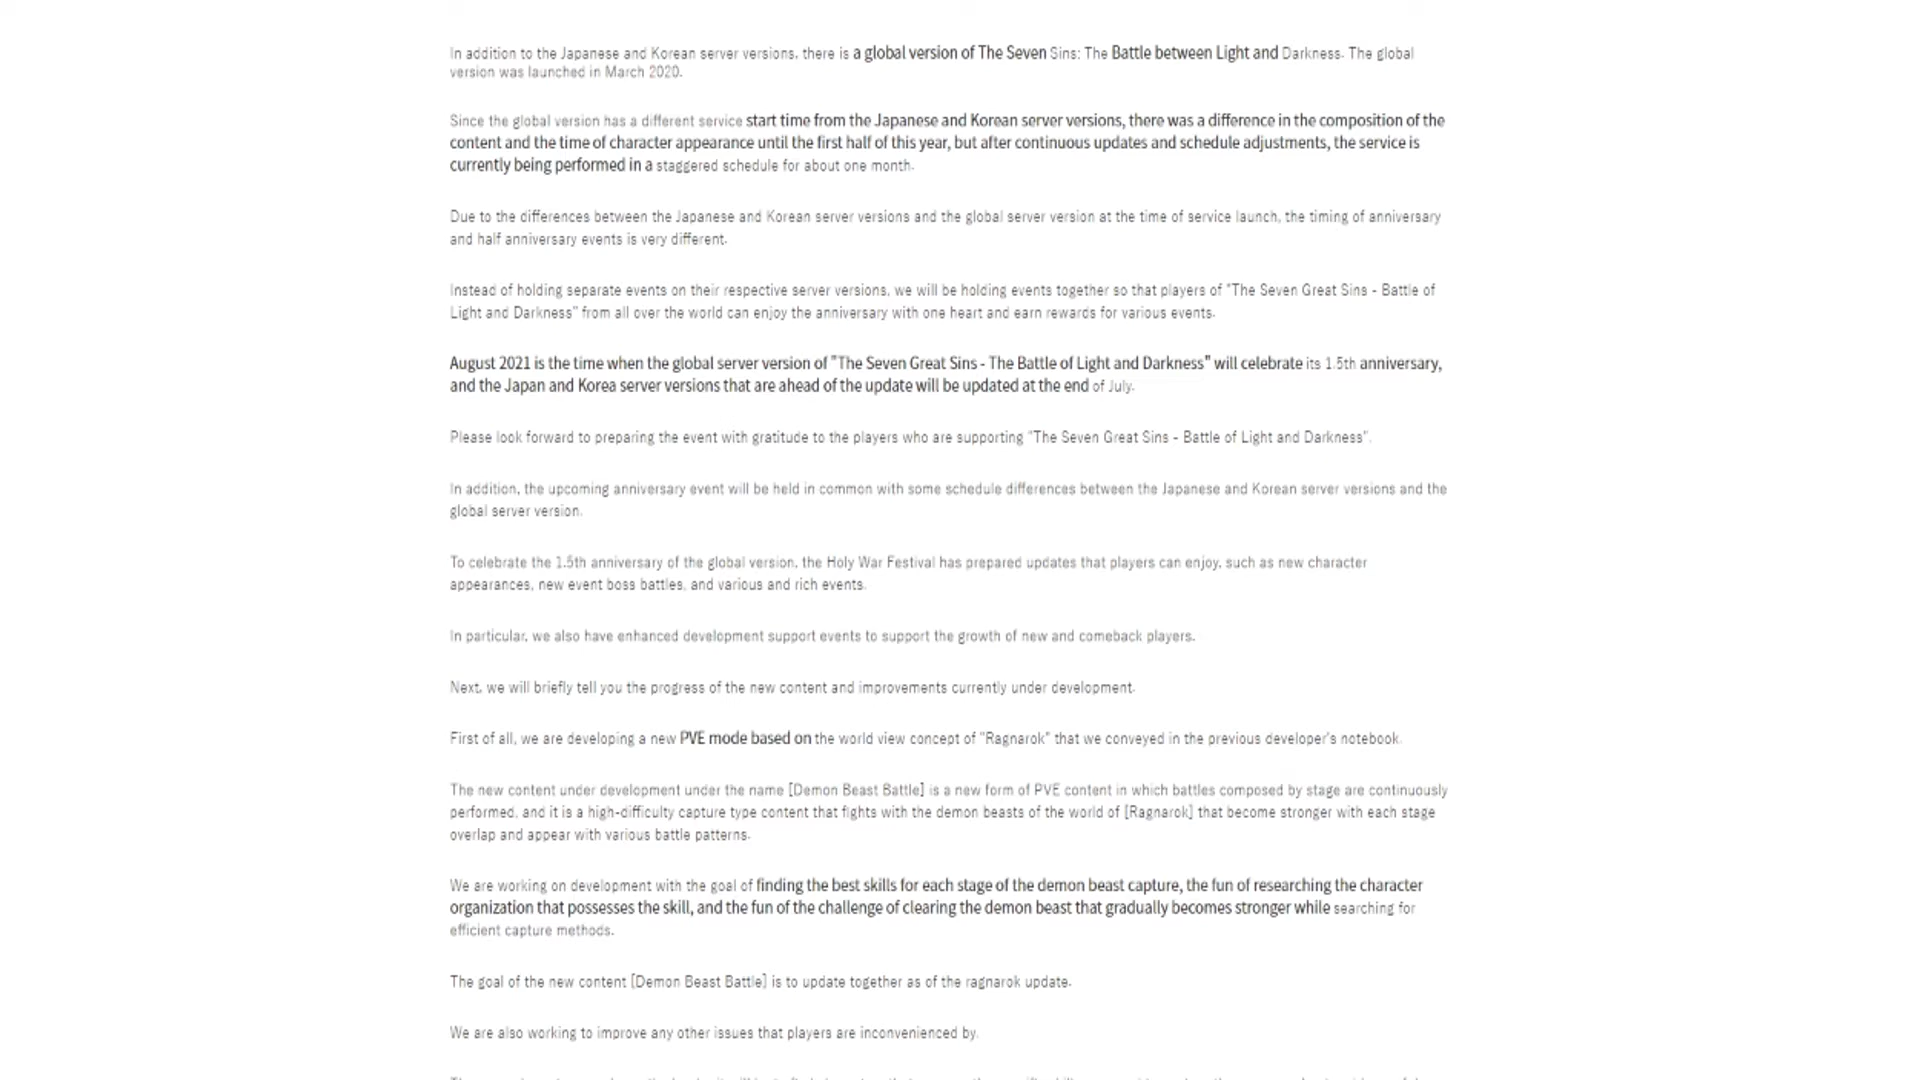 In addition to the Japanese and Korean server versions, there is a global version of The Seven Sins: The Battle between Light and Darkness. The global
version was launched in March 2020.
Since the global version has a different service start time from the Japanese and Korean server versions, there was a difference in the composition of the
content and the time of character appearance until the first half of this year, but after continuous updates and schedule adjustments, the service is
currently being performed in a staggered schedule for about one month.
Due to the differences between the Japanese and Korean server versions and the global server version at the time of service launch, the timing of anniversary
and half anniversary events is very different.
Instead of holding separate events on their respective server versions, we will be holding events together so that players of "The Seven Great Sins - Battle of
Light and Darkness" from all over the world can enjoy the anniversary with one heart and earn rewards for various events.
August 2021 is the time when the global server version of "The Seven Great Sins - The Battle of Light and Darkness" will celebrate its 1.5th anniversary,
and the Japan and Korea server versions that are ahead of the update will be updated at the end of July.
Please look forward to preparing the event with gratitude to the players who are supporting "The Seven Great Sins - Battle of Light and Darkness".
In addition, the upcoming anniversary event will be held in common with some schedule differences between the Japanese and Korean server versions and the
global server version.
To celebrate the 1.5th anniversary of the global version, the Holy War Festival has prepared updates that players can enjoy, such as new character
appearances, new event boss battles, and various and rich events.
In particular, we also have enhanced development support events to support the growth of new and comeback players.
Next, we will briefly tell you the progress of the new content and improvements currently under development.
First of all, we are developing a new PVE mode based on the world view concept of "Ragnarok" that we conveyed in the previous developer's notebook.
The new content under development under the name [Demon Beast Battle] is a new form of PVE content in which battles composed by stage are continuously
performed, and it is a high-difficulty capture type content that fights with the demon beasts of the world of [Ragnarok] that become stronger with each stage
overlap and appear with various battle patterns.
We are working on development with the goal of finding the best skills for each stage of the demon beast capture, the fun of researching the character
organization that possesses the skill, and the fun of the challenge of clearing the demon beast that gradually becomes stronger while searching for
efficient capture methods.
The goal of the new content [Demon Beast Battle] is to update together as of the ragnarok update.
We are also working to improve any other issues that players are inconvenienced by.